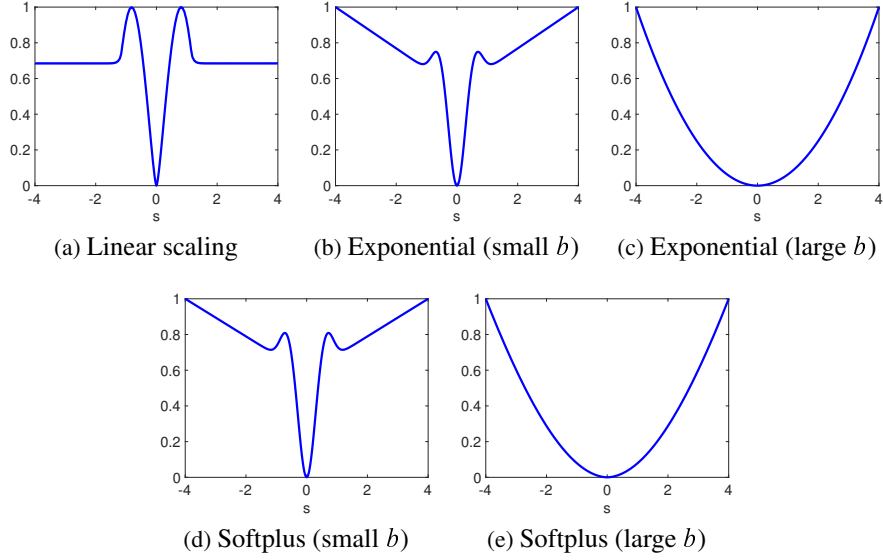 1
0.8
0.6
0.4
0.2
0
-4 -2 0 2 4
s
(a) Linear scaling
1
0.8
0.6
0.4
0.2
0
-4 -2 0 2 4
s
(b) Exponential (small b)
1
0.8
0.6
0.4
0.2
0
-4 -2 0 2 4
s
(c) Exponential (large b)
1
0.8
0.6
0.4
0.2
0
-4 -2 0 2 4
s
(d) Softplus (small b)
1
0.8
0.6
0.4
0.2
0
-4 -2 0 2 4
s
(e) Softplus (large b)